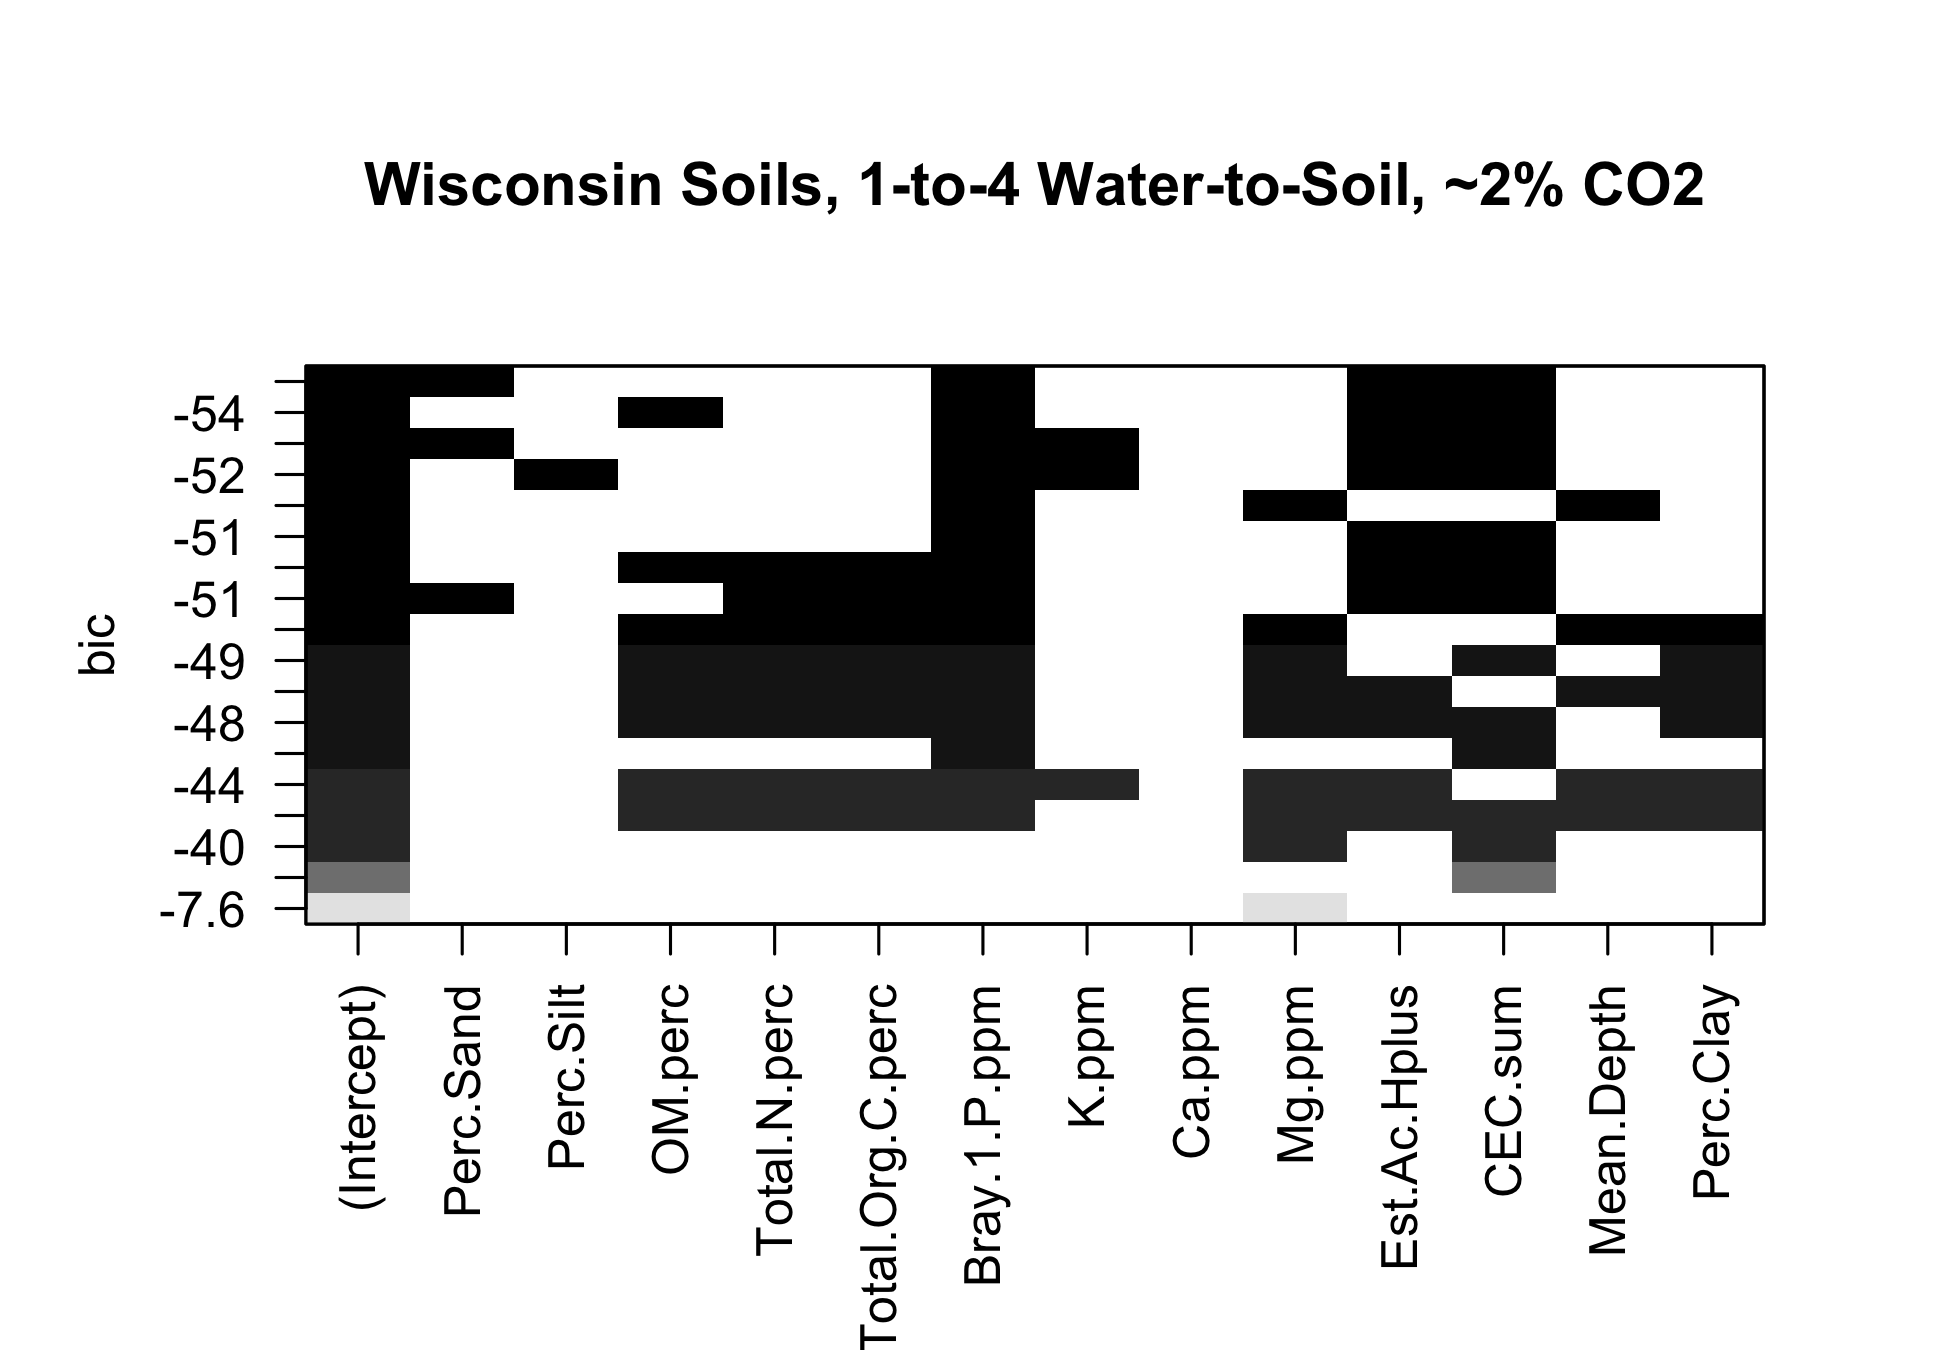 Wisconsin Soils, 1-to-4 Water-to-Soil, ~2% CO2
bic
-54
-52
-51
-51
-49
-48
-44
-40
-7.6
(Intercept)
Perc.Sand
Perc.Silt
OM.perc
Total.N.perc
Total.Org.C.perc
Bray.1.P.ppm
K.ppm
Ca.ppm
Mg.ppm
Est.Ac.Hplus
CEC.sum
Mean.Depth
Perc.Clay